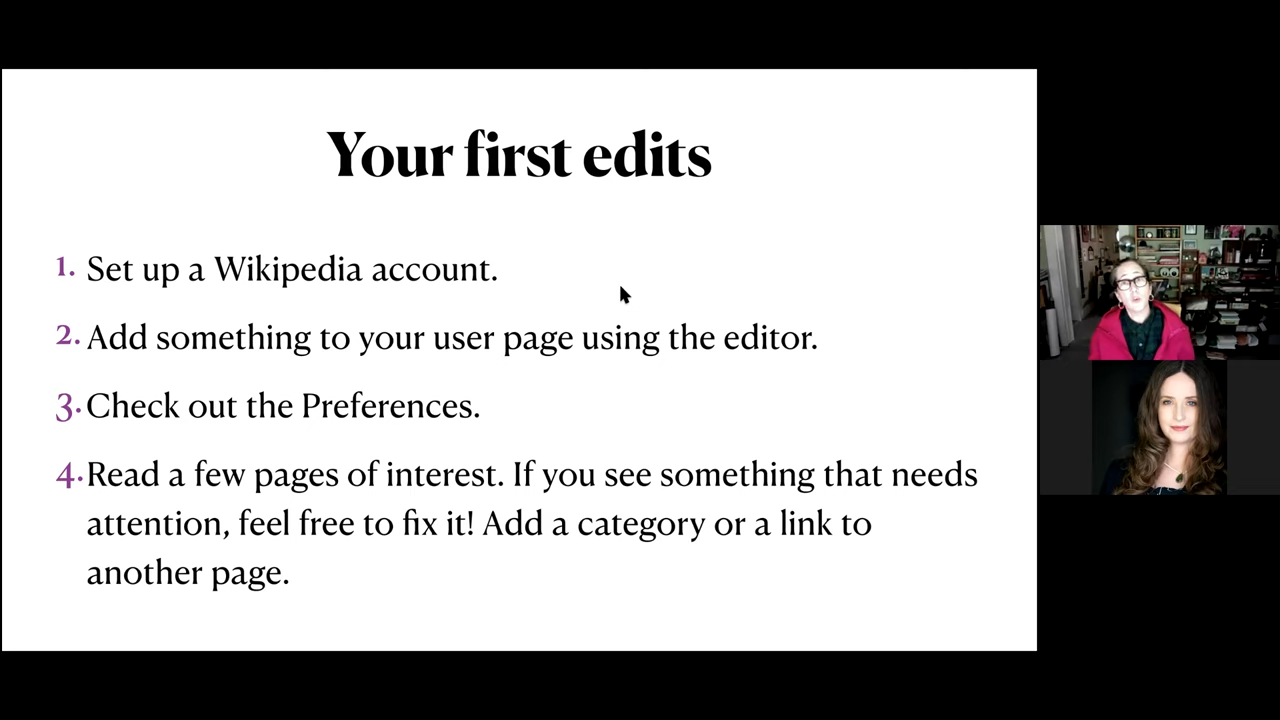 Your first edits
1. Set up a Wikipedia account.
2. Add something to your user page using the editor.
3. Check out the Preferences.
4. Read a few pages of interest. If you see something that needs
attention, feel free to fix it! Add a category or a link to
another page.